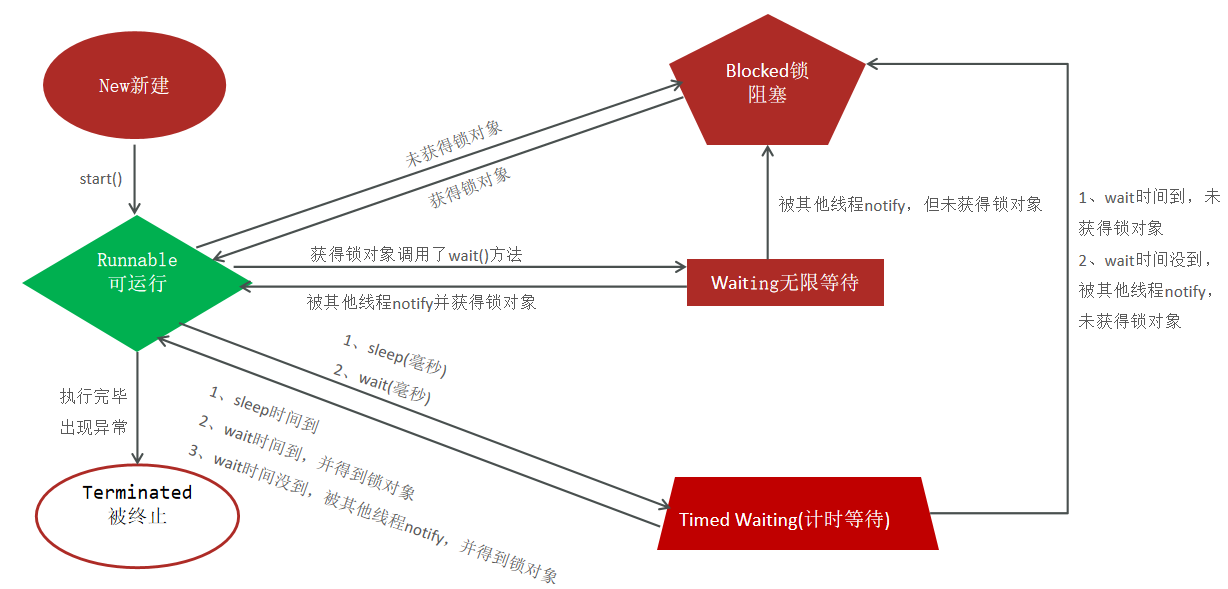 New新建
start()
Runnable
可运行
执行完毕
出现异常
Terminated
被终止
未获得锁对象
获得锁对象
Blocked锁
阻塞
获得锁对象调用了wait()方法
被其他线程notify并获得锁对象
Waiting无限等待
被其他线程notify，但未获得锁对象
1、sleep(毫秒)
2、wait(毫秒)
1、sleep时间到
2、wait时间到，并得到锁对象
3、wait时间没到，被其他线程notify，并得到锁对象
Timed Waiting(计时等待)
1、wait时间到，未
获得锁对象
2、wait时间没到，
被其他线程notify，
未获得锁对象